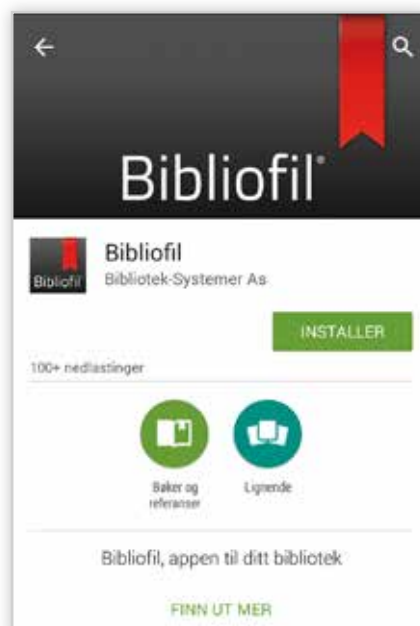 Bibliofil®
Bibliofil
Bibliofil
Bibliotek-Systemer As
INSTALLER
100+ nedlastinger
Bøker og
referanser
Lignende
Bibliofil, appen til ditt bibliotek
FINN UT MER